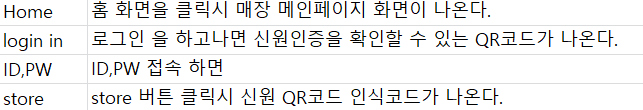 Home 홈 화면을 클릭시 매장 메인페이지 화면이 나온다.
login in 로그인 을 하고나면 신원인증을 확인할 수 있는 QR코드가 나온다.
ID,PW ID,PW 접속 하면
store store 버튼 클릭시 신원 QR코드 인식코드가 나온다.